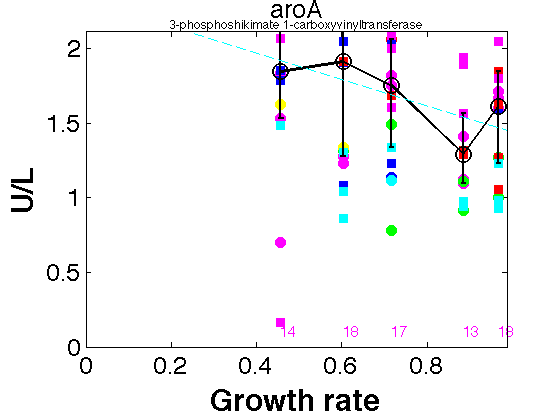 aroA
3-phosphoshikimate 1-carboxyvinyltransferase
U/L
2
1.5
1
0.5
0
14 18 17 13 18
0 0.2 0.4 0.6 0.8
Growth rate